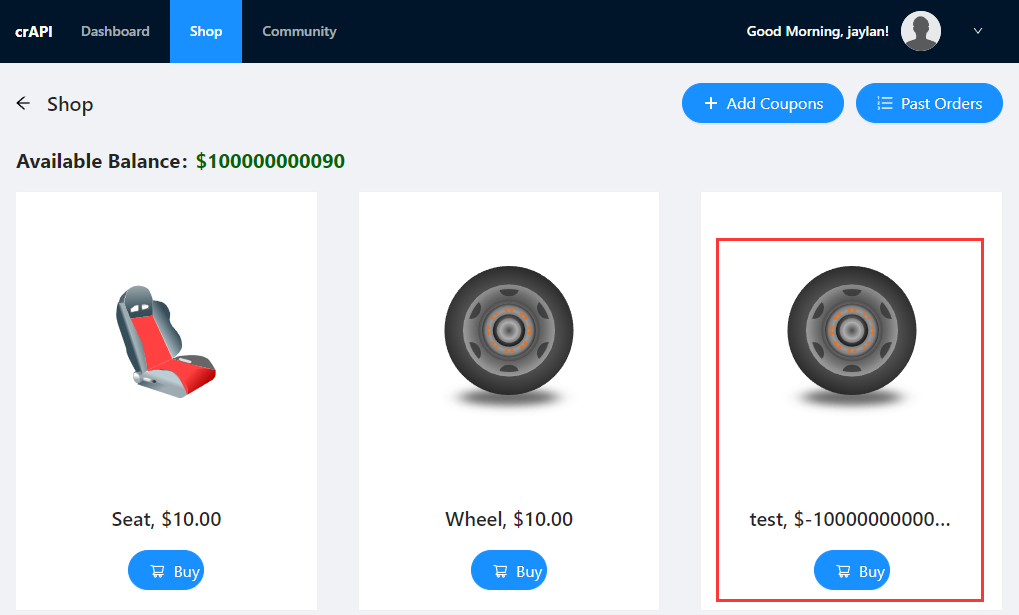 crAPI Dashboard Shop Community Good Morning, jaylan!
Shop Add Coupons Past Orders
Available Balance: $100000000090
Seat, $10.00 Wheel, $10.00 test, $-10000000000...
Buy Buy Buy